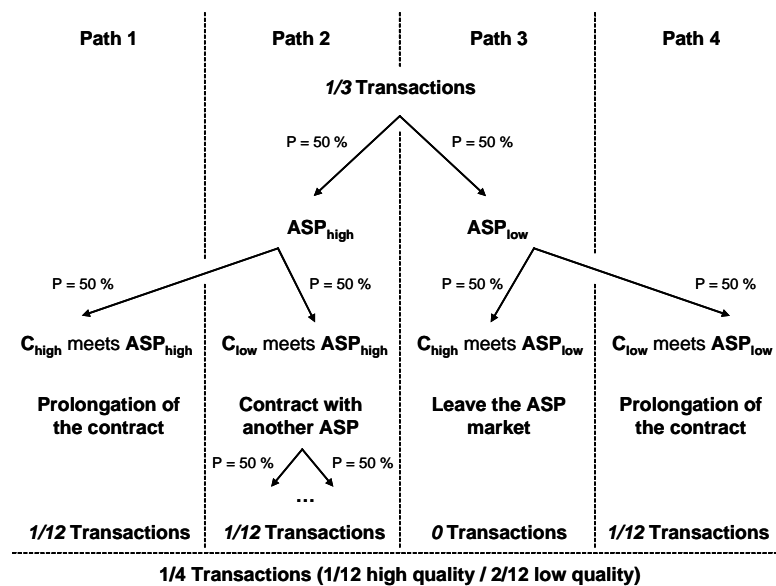 Path 1 Path 2 Path 3 Path 4
1/3 Transactions
P = 50 % P = 50 %
ASPhigh ASPlow
P = 50 % P = 50 % P = 50 % P = 50 %
Chigh meets ASPhigh Clow meets ASPhigh Chigh meets ASPlow Clow meets ASPlow
Prolongation of Contract with Leave the ASP Prolongation of
the contract another ASP market the contract
P = 50 % P = 50 %
...
1/12 Transactions 1/12 Transactions 0 Transactions 1/12 Transactions
1/4 Transactions (1/12 high quality / 2/12 low quality)